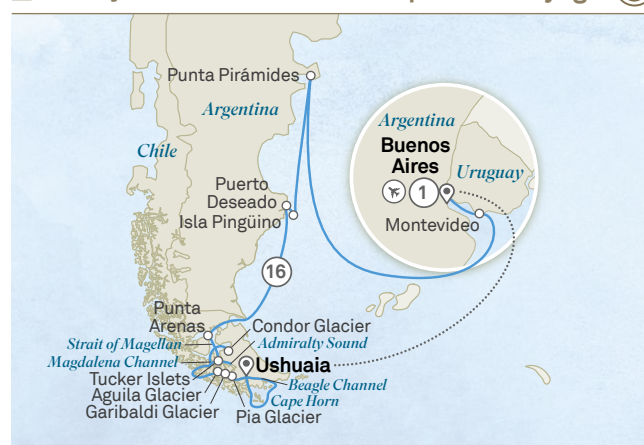 Punta Pirámides
Argentina
Chile
Argentina
Buenos
Aires
1
Uruguay
Montevideo
Puerto
Deseado
Isla Pingüino
16
Punta
Arenas
Condor Glacier
Strait of Magellan
Admiralty Sound
Magdalena Channel
Ushuaia
Tucker Islets
Beagle Channel
Aguila Glacier
Cape Horn
Garibaldi Glacier
Pia Glacier